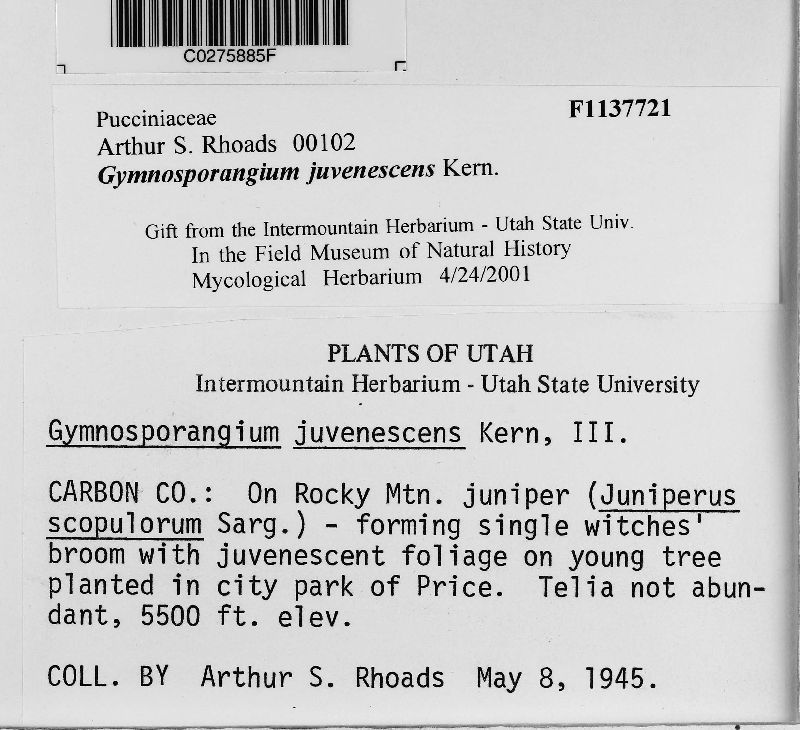 C0275885F
F1137721
Pucciniaceae
Arthur S. Rhoads 00102
Gymnosporangium juvenescens Kern.
Gift from the Intermountain Herbarium - Utah State Univ.
In the Field Museum of Natural History
Mycological Herbarium 4/24/2001
PLANTS OF UTAH
Intermountain Herbarium - Utah State University
Gymnosporangium juvenescens Kern, III.
CARBON CO.: On Rocky Mtn. juniper (Juniperus
scopulorum Sarg.) - forming single witches'
broom with juvenescent foliage on young tree
planted in city park of Price. Telia not abun-
dant, 5500 ft. elev.
COLL. BY Arthur S. Rhoads May 8, 1945.